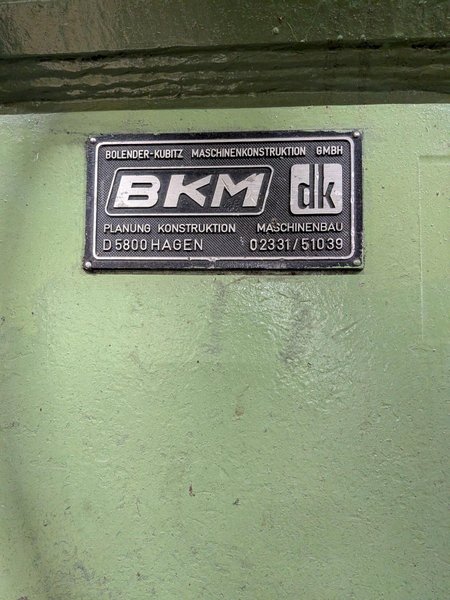 BOLENDER-KUBITZ MASCHINENKONSTRUKTION GMBH
BKM dk
PLANUNG KONSTRUKTION MASCHINENBAU
D 5800 HAGEN 02331/51039